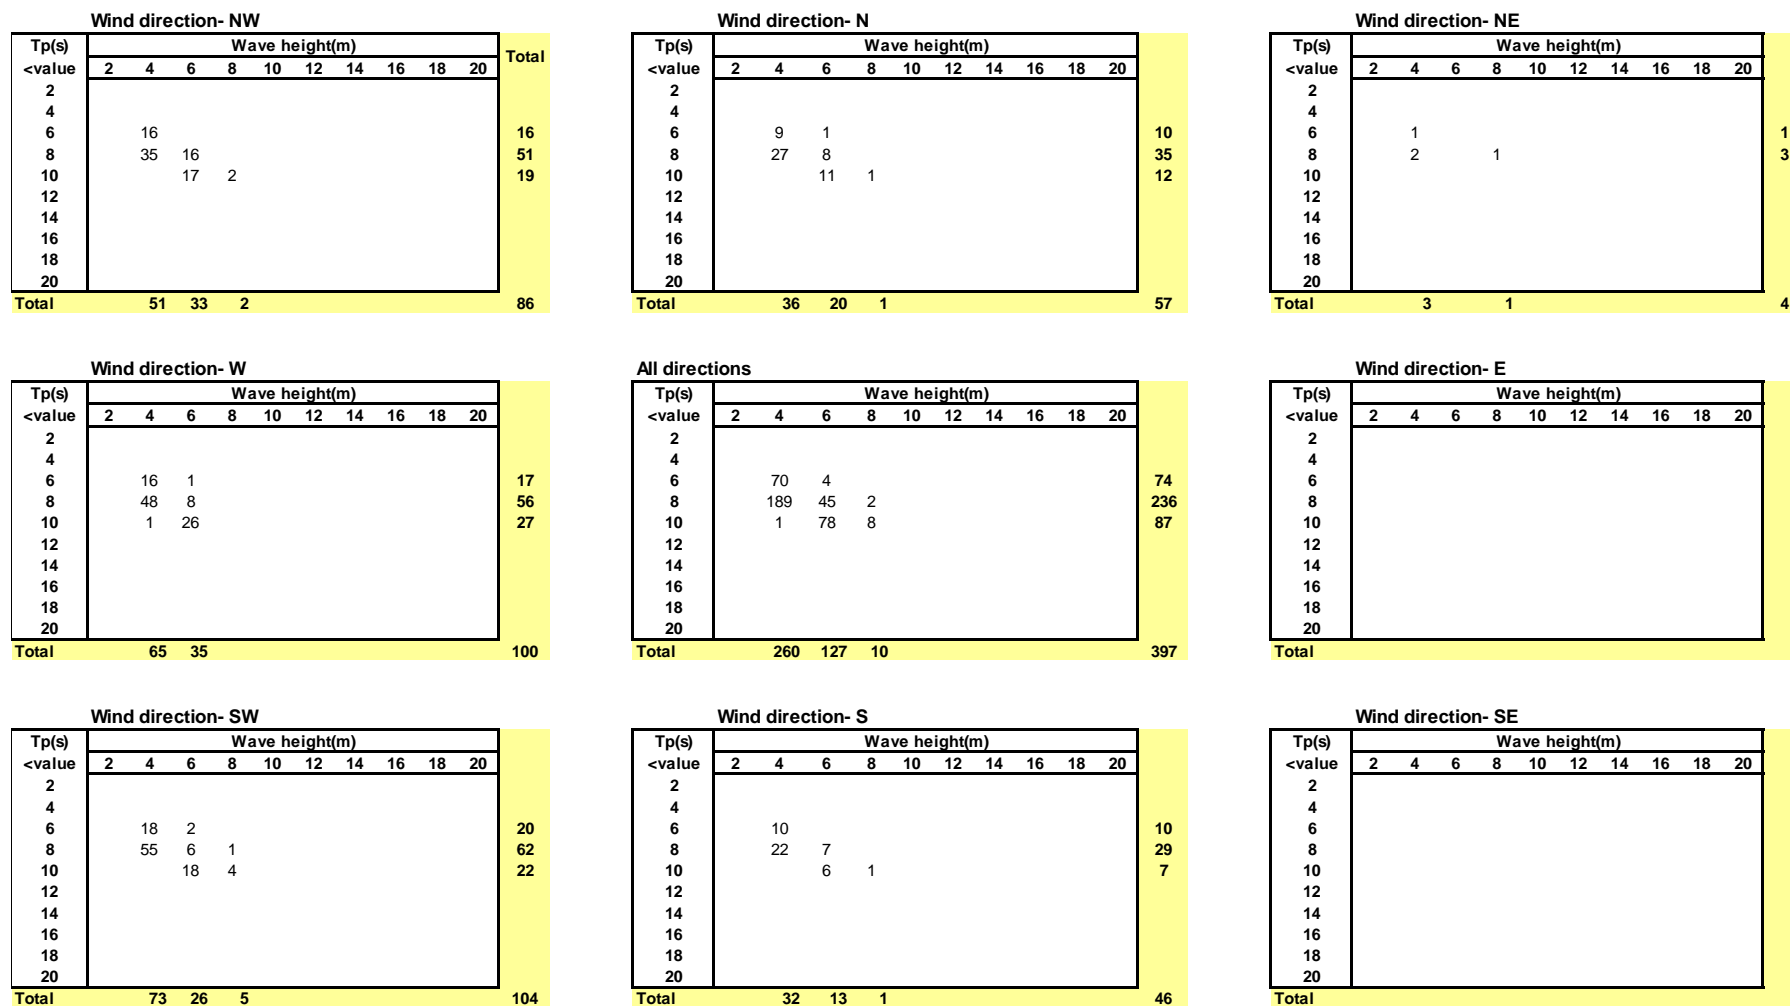 Wind direction- NW Wind direction- N Wind direction- NE
Tp(s) Wave height(m) Total Tp(s) Wave height(m) Tp(s) Wave height(m)
<value 2 4 6 8 10 12 14 16 18 20 <value 2 4 6 8 10 12 14 16 18 20 <value 2 4 6 8 10 12 14 16 18 20
2 2 2
4 4 4
6 16 16 6 9 1 10 6 1 1
8 35 16 51 8 27 8 35 8 2 1 3
10 17 2 19 10 11 1 12 10
12 12 12
14 14 14
16 16 16
18 18 18
20 20 20
Total 51 33 2 86 Total 36 20 1 57 Total 3 1 4
Wind direction- W All directions Wind direction- E
Tp(s) Wave height(m) Tp(s) Wave height(m) Tp(s) Wave height(m)
<value 2 4 6 8 10 12 14 16 18 20 <value 2 4 6 8 10 12 14 16 18 20 <value 2 4 6 8 10 12 14 16 18 20
2 2 2
4 4 4
6 16 1 17 6 70 4 74 6
8 48 8 56 8 189 45 2 236 8
10 1 26 27 10 1 78 8 87 10
12 12 12
14 14 14
16 16 16
18 18 18
20 20 20
Total 65 35 100 Total 260 127 10 397 Total
Wind direction- SW Wind direction- S Wind direction- SE
Tp(s) Wave height(m) Tp(s) Wave height(m) Tp(s) Wave height(m)
<value 2 4 6 8 10 12 14 16 18 20 <value 2 4 6 8 10 12 14 16 18 20 <value 2 4 6 8 10 12 14 16 18 20
2 2 2
4 4 4
6 18 2 20 6 10 10 6
8 55 6 1 62 8 22 7 29 8
10 18 4 22 10 6 1 7 10
12 12 12
14 14 14
16 16 16
18 18 18
20 20 20
Total 73 26 5 104 Total 32 13 1 46 Total